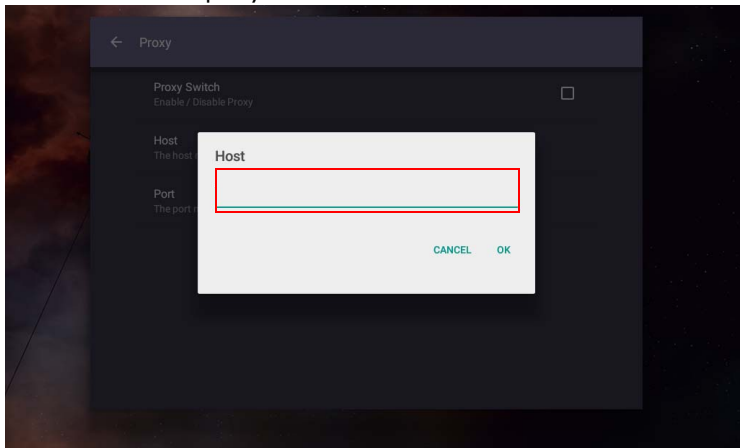 Proxy
Proxy Switch
Enable / Disable Proxy
Host
The host
Host
Port
The port
CANCEL OK